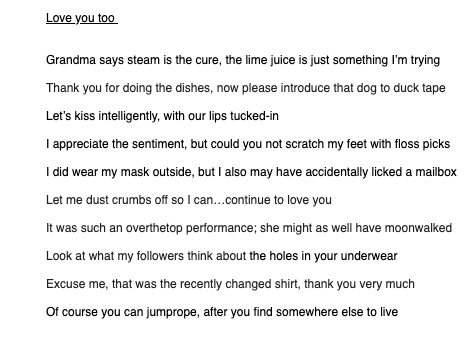 Love you too
Grandma says steam is the cure, the lime juice is just something I'm trying
Thank you for doing the dishes, now please introduce that dog to duck tape
Let's kiss intelligently, with our lips tucked-in
I appreciate the sentiment, but could you not scratch my feet with floss picks
I did wear my mask outside, but I also may have accidentally licked a mailbox
Let me dust crumbs off so I can…continue to love you
It was such an overthetop performance; she might as well have moonwalked
Look at what my followers think about the holes in your underwear
Excuse me, that was the recently changed shirt, thank you very much
Of course you can jumprope, after you find somewhere else to live